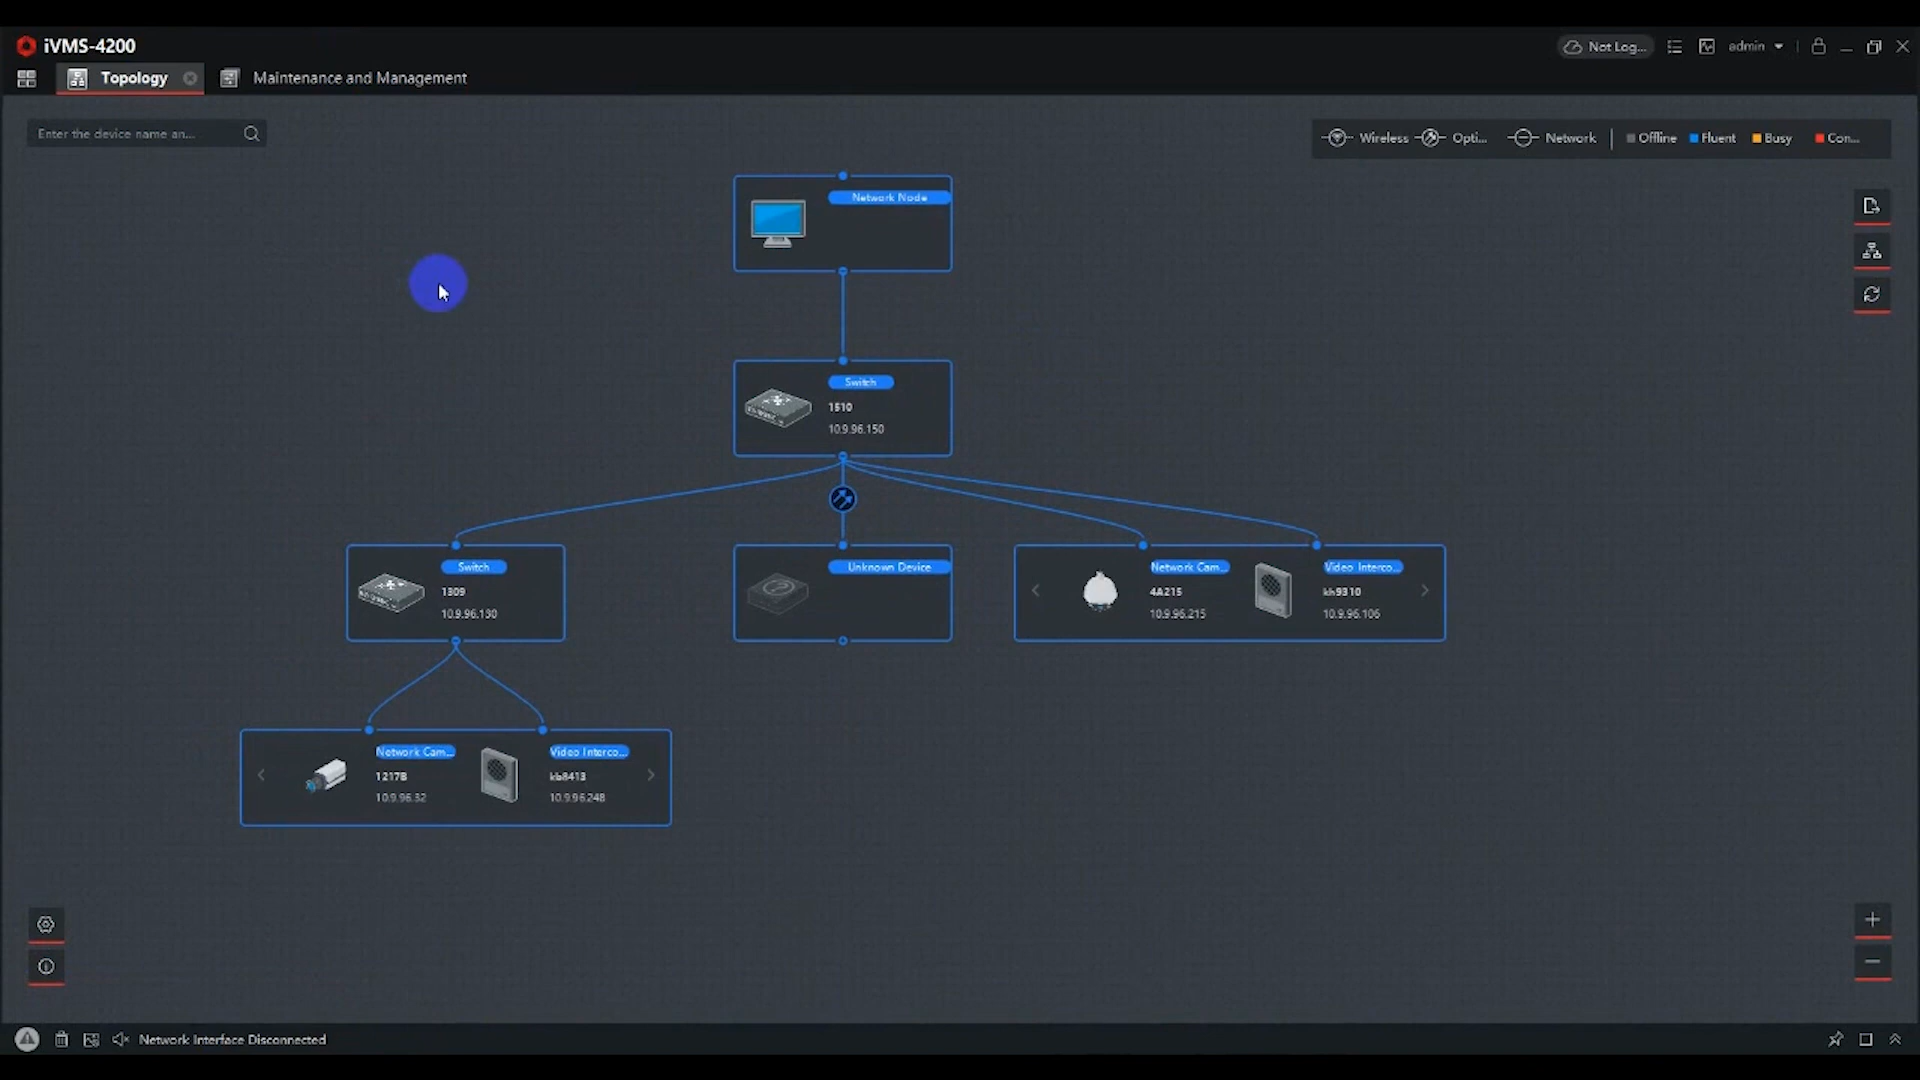 iVMS-4200
Not Log...
admin
Topology
Maintenance and Management
Enter the device name an...
Wireless
Opti...
Network
Offline
Fluent
Busy
Con...
Network Node
Switch
1510
10.9.96.150
Switch
1309
10.9.96.130
Unknown Device
Network Cam...
4A215
10.9.96.215
Video Interco...
kh9310
10.9.96.106
Network Cam...
1217B
10.9.96.32
Video Interco...
kb8413
10.9.96.248
Network Interface Disconnected